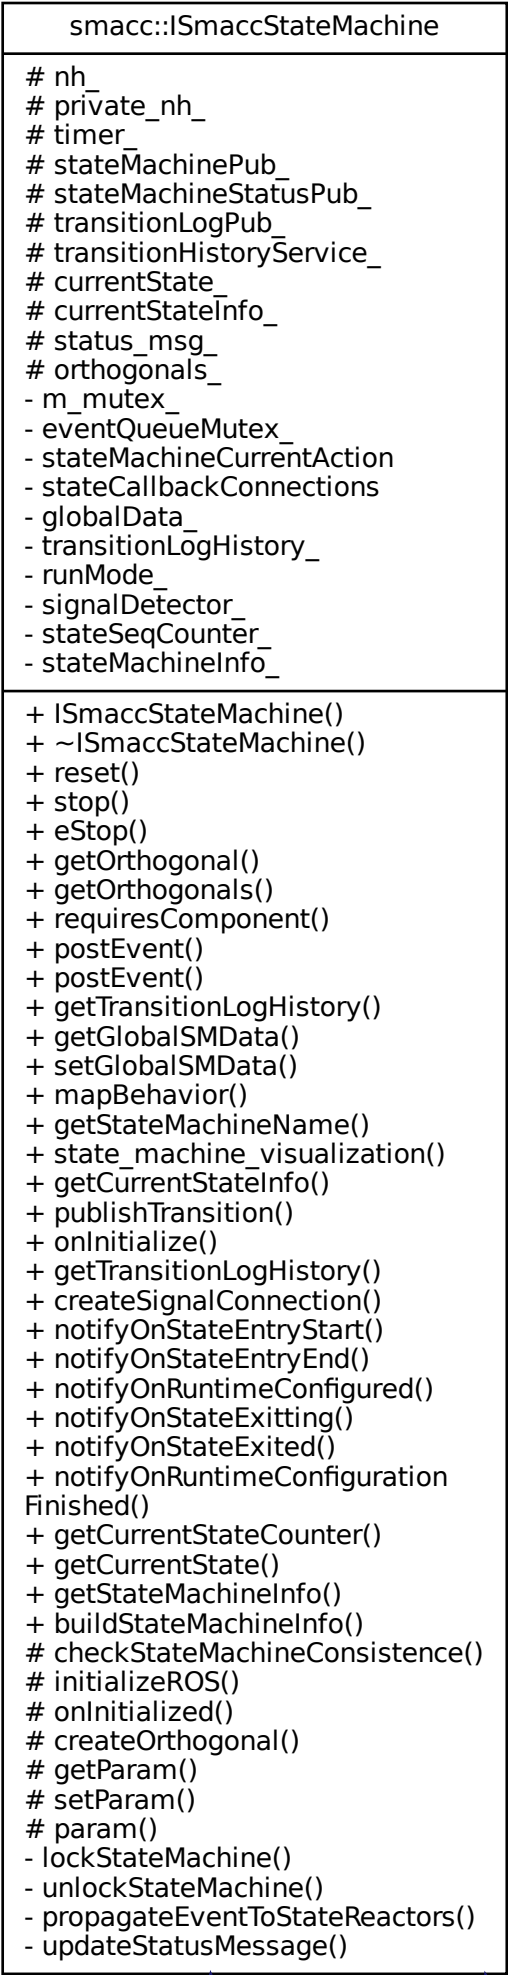 smacc::ISmaccStateMachine
# nh_
# private_nh_
# timer_
# stateMachinePub_
# stateMachineStatusPub_
# transitionLogPub_
# transitionHistoryService_
# currentState_
# currentStateInfo_
# status_msg_
# orthogonals_
- m_mutex_
- eventQueueMutex_
- stateMachineCurrentAction
- stateCallbackConnections
- globalData_
- transitionLogHistory_
- runMode_
- signalDetector_
- stateSeqCounter_
- stateMachineInfo_
+ ISmaccStateMachine()
+ ~ISmaccStateMachine()
+ reset()
+ stop()
+ eStop()
+ getOrthogonal()
+ getOrthogonals()
+ requiresComponent()
+ postEvent()
+ postEvent()
+ getTransitionLogHistory()
+ getGlobalSMData()
+ setGlobalSMData()
+ mapBehavior()
+ getStateMachineName()
+ state_machine_visualization()
+ getCurrentStateInfo()
+ publishTransition()
+ onInitialize()
+ getTransitionLogHistory()
+ createSignalConnection()
+ notifyOnStateEntryStart()
+ notifyOnStateEntryEnd()
+ notifyOnRuntimeConfigured()
+ notifyOnStateExitting()
+ notifyOnStateExited()
+ notifyOnRuntimeConfiguration
Finished()
+ getCurrentStateCounter()
+ getCurrentState()
+ getStateMachineInfo()
+ buildStateMachineInfo()
# checkStateMachineConsistence()
# initializeROS()
# onInitialized()
# createOrthogonal()
# getParam()
# setParam()
# param()
- lockStateMachine()
- unlockStateMachine()
- propagateEventToStateReactors()
- updateStatusMessage()